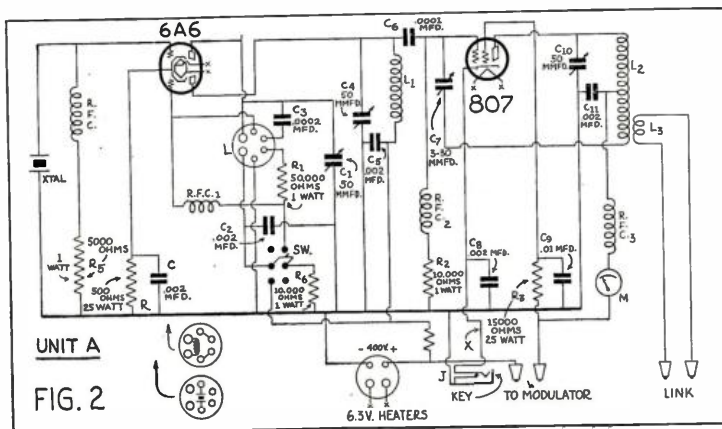 6A6
XTAL
R.
F.
C.
1
WATT
5000
OHMS
R5
500
OHMS
25 WATT
R
C
.002
MFD.
R.F.C.1
L
C3
.0002
MFD.
R1
50,000
OHMS
1 WATT
C2
.002
MFD.
SW.
R6
10,000
OHMS
1 WATT
C1
50
MMFD.
C4
50
MMFD.
C5
.002
MFD.
L1
C6
.0001
MFD.
C7
3-30
MMFD.
807
R.
F.
C.
2
R2
10,000
OHMS
1 WATT
C8
.002 MFD.
C9
.01 MFD.
R3
15000
OHMS
25 WATT
C10
50
MMFD.
C11
.002
MFD.
L2
L3
R.
F.
C.
3
M
UNIT A
FIG. 2
- 400V. +
X X
6.3V. HEATERS
X
J
KEY
TO MODULATOR
LINK